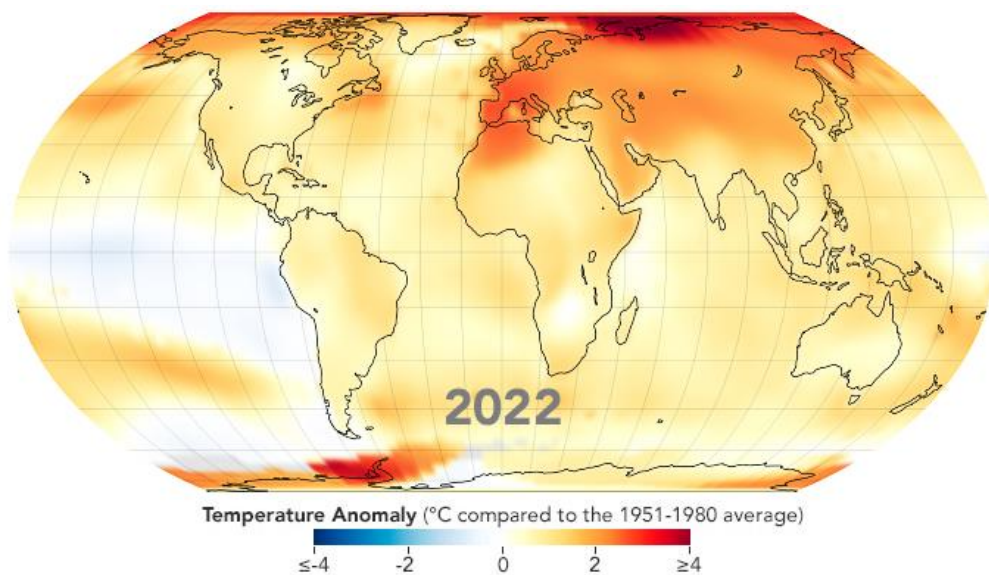 2022
Temperature Anomaly (°C compared to the 1951-1980 average)
≤-4 -2 0 2 ≥4